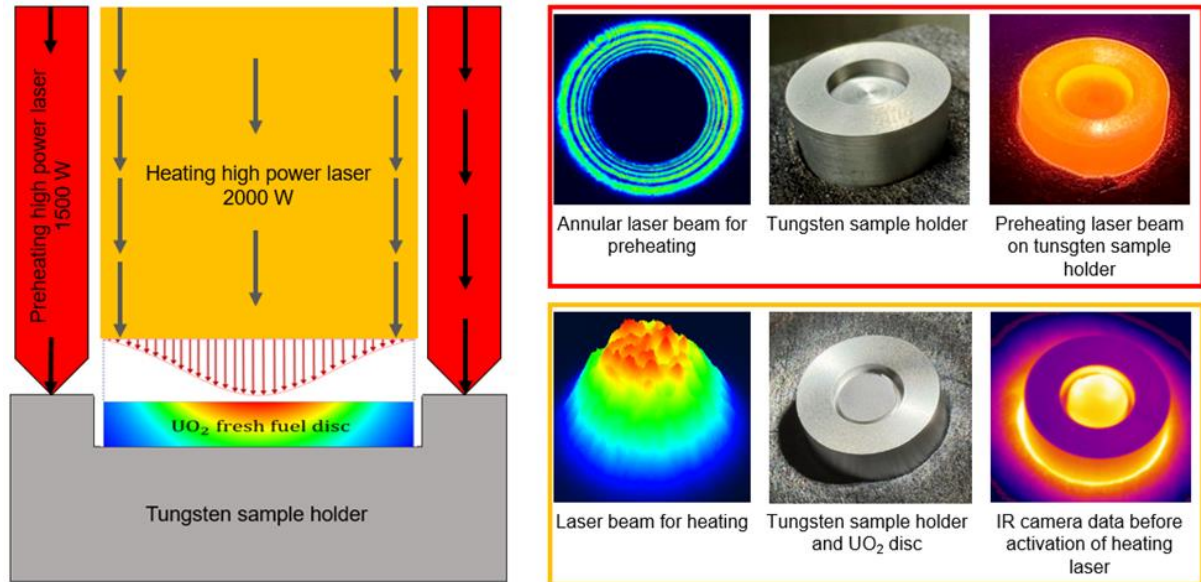 Preheating high power laser
1500 W
Heating high power laser
2000 W
UO₂ fresh fuel disc
Tungsten sample holder
Annular laser beam for
preheating
Tungsten sample holder
Preheating laser beam
on tunsgten sample
holder
Laser beam for heating
Tungsten sample holder
and UO₂ disc
IR camera data before
activation of heating
laser